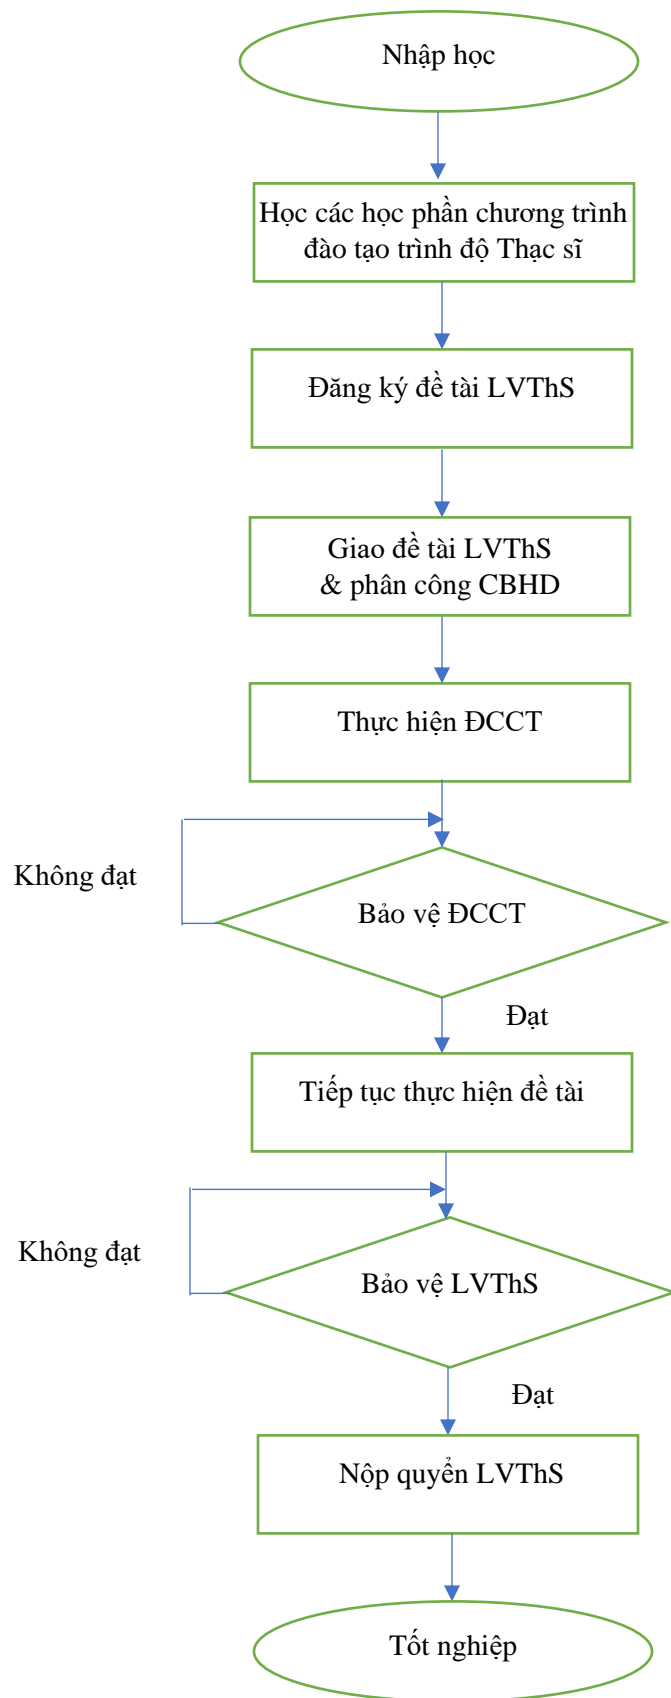 Nhập học
Học các học phần chương trình
đào tạo trình độ Thạc sĩ
Đăng ký đề tài LVThS
Giao đề tài LVThS
& phân công CBHD
Thực hiện ĐCCT
Không đạt
Bảo vệ ĐCCT
Đạt
Tiếp tục thực hiện đề tài
Không đạt
Bảo vệ LVThS
Đạt
Nộp quyển LVThS
Tốt nghiệp